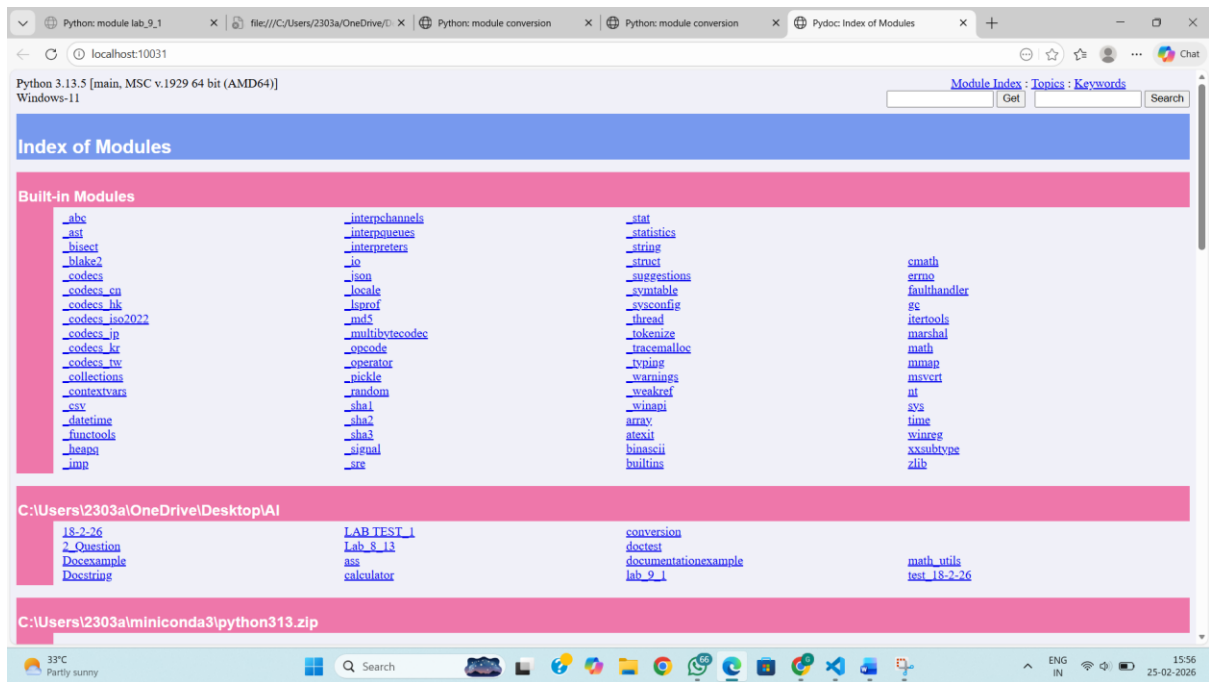 Python: module lab_9_1
file:///C:/Users/2303a/OneDrive/D
Python: module conversion
Python: module conversion
Pydoc: Index of Modules
localhost:10031
Chat
Python 3.13.5 [main, MSC v.1929 64 bit (AMD64)]
Windows-11
Module Index : Topics : Keywords
Get
Search
Index of Modules
Built-in Modules
_abc
_ast
_bisect
_blake2
_codecs
_codecs_cn
_codecs_hk
_codecs_iso2022
_codecs_jp
_codecs_kr
_codecs_tw
_collections
_contextvars
_csv
_datetime
_functools
_heapq
_imp
_interpchannels
_interpqueues
_interpreters
_io
_json
_locale
_lsprof
_md5
_multibytecodec
_opcode
_operator
_pickle
_random
_sha1
_sha2
_sha3
_signal
_sre
_stat
_statistics
_string
_struct
_suggestions
_symtable
_sysconfig
_thread
_tokenize
_tracemalloc
_typing
_warnings
_weakref
_winapi
array
atexit
binascii
builtins
cmath
errno
faulthandler
gc
itertools
marshal
math
mmap
msvcrt
nt
sys
time
winreg
xxsubtype
zlib
C:\Users\2303a\OneDrive\Desktop\AI
18-2-26
2_Question
Docexample
Docstring
LAB TEST_1
Lab_8_13
ass
calculator
conversion
doctest
documentationexample
lab_9_1
math_utils
test_18-2-26
C:\Users\2303a\miniconda3\python313.zip
33°C
Partly sunny
Search
66
ENG
IN
15:56
25-02-2026